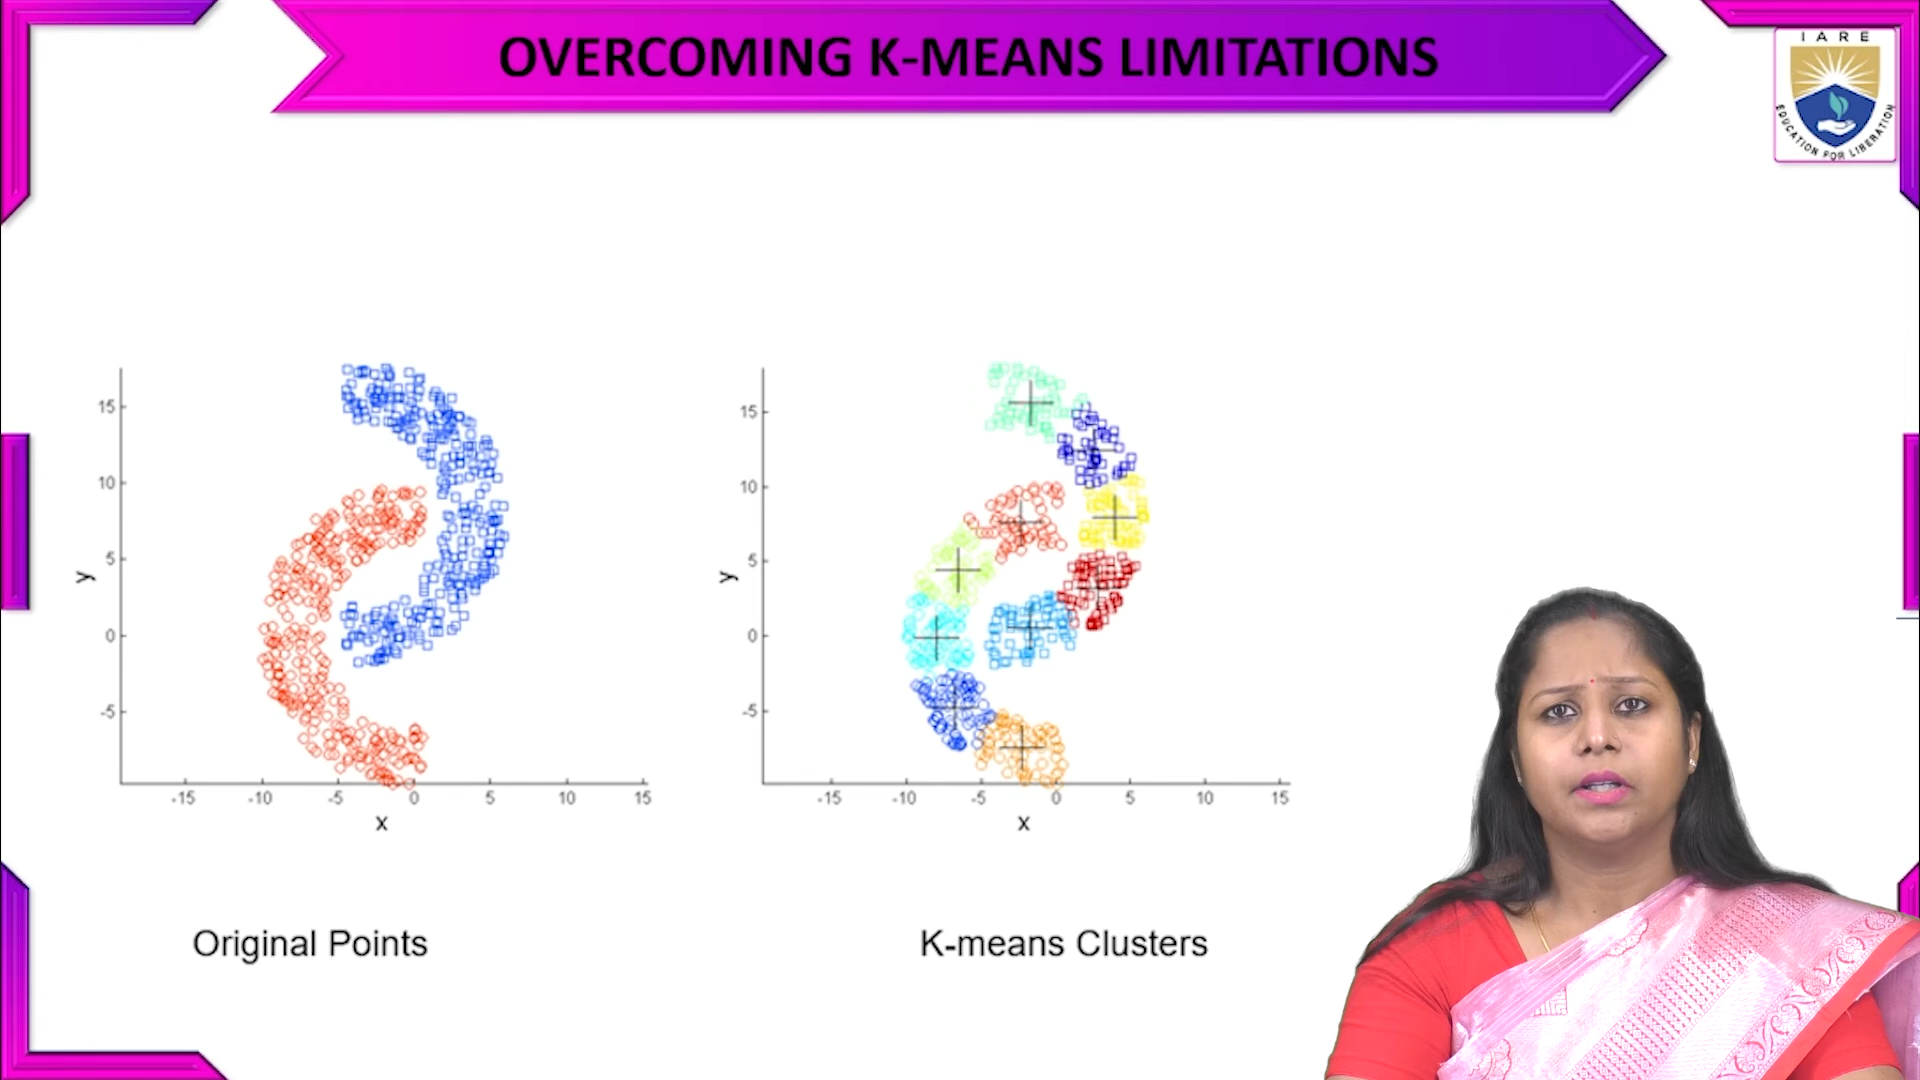 OVERCOMING K-MEANS LIMITATIONS
I A R E
EDUCATION FOR LIBERATION
15
10
5
0
-5
y
-15 -10 -5 0 5 10 15
x
Original Points
15
10
5
0
-5
y
-15 -10 -5 0 5 10 15
x
K-means Clusters